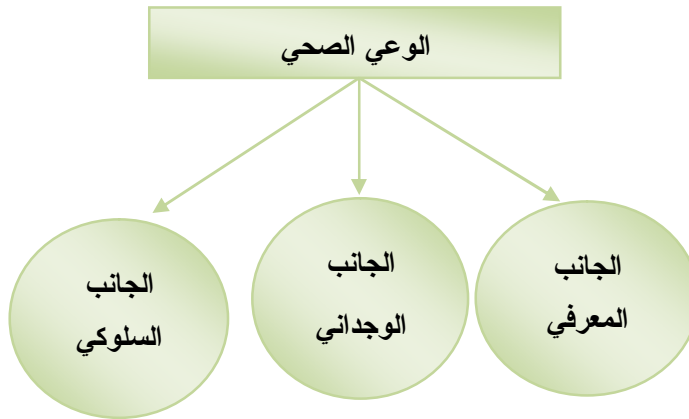 الوعي الصحي
الجانب
المعرفي
الجانب
الوجداني
الجانب
السلوكي